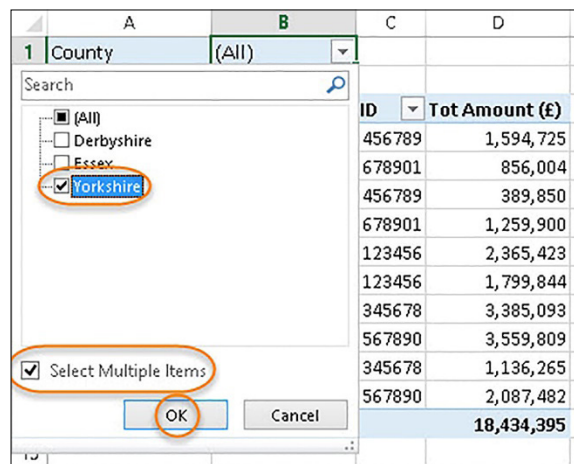 A B C D
1 County (All)
Search
(All)
Derbyshire
Essex
Yorkshire
Select Multiple Items
OK Cancel
ID Tot Amount (£)
456789 1,594,725
678901 856,004
456789 389,850
678901 1,259,900
123456 2,365,423
123456 1,799,844
345678 3,385,093
567890 3,559,809
345678 1,136,265
567890 2,087,482
18,434,395